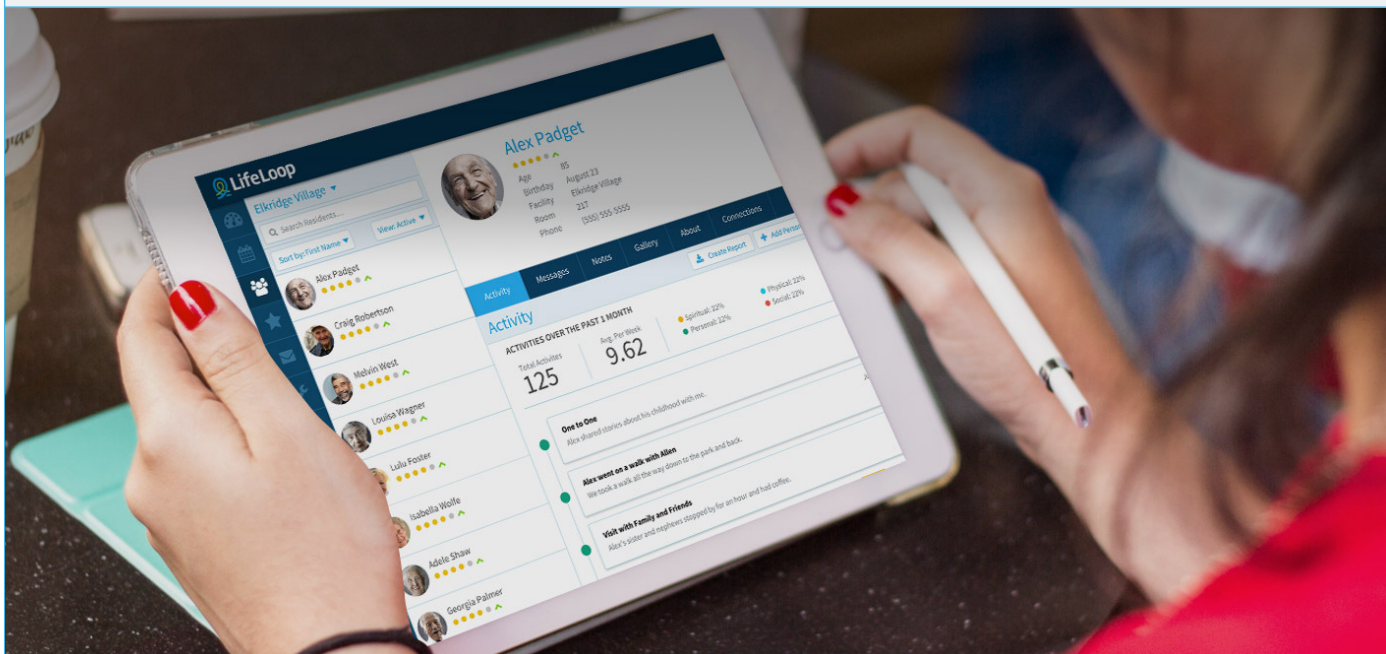 LifeLoop
Elkridge Village
Search Residents...
Sort by: First Name
View: Active
Alex Padget
Craig Robertson
Melvin West
Louisa Wagner
Lulu Foster
Isabella Wolfe
Adele Shaw
Georgia Palmer
Alex Padget
Age 85
Birthday August 23
Facility Elkridge Village
Room 217
Phone (555) 555-5555
Activity Messages Notes Gallery About Connections
Create Report Add Person
Activity
ACTIVITIES OVER THE PAST 1 MONTH
Total Activites
125
Avg. Per Week
9.62
Spiritual: 22% Physical: 22%
Personal: 22% Social: 22%
One to One
Alex shared stories about his childhood with me.
Alex went on a walk with Allen
We took a walk all the way down to the park and back.
Visit with Family and Friends
Alex's sister and nephews stopped by for an hour and had coffee.